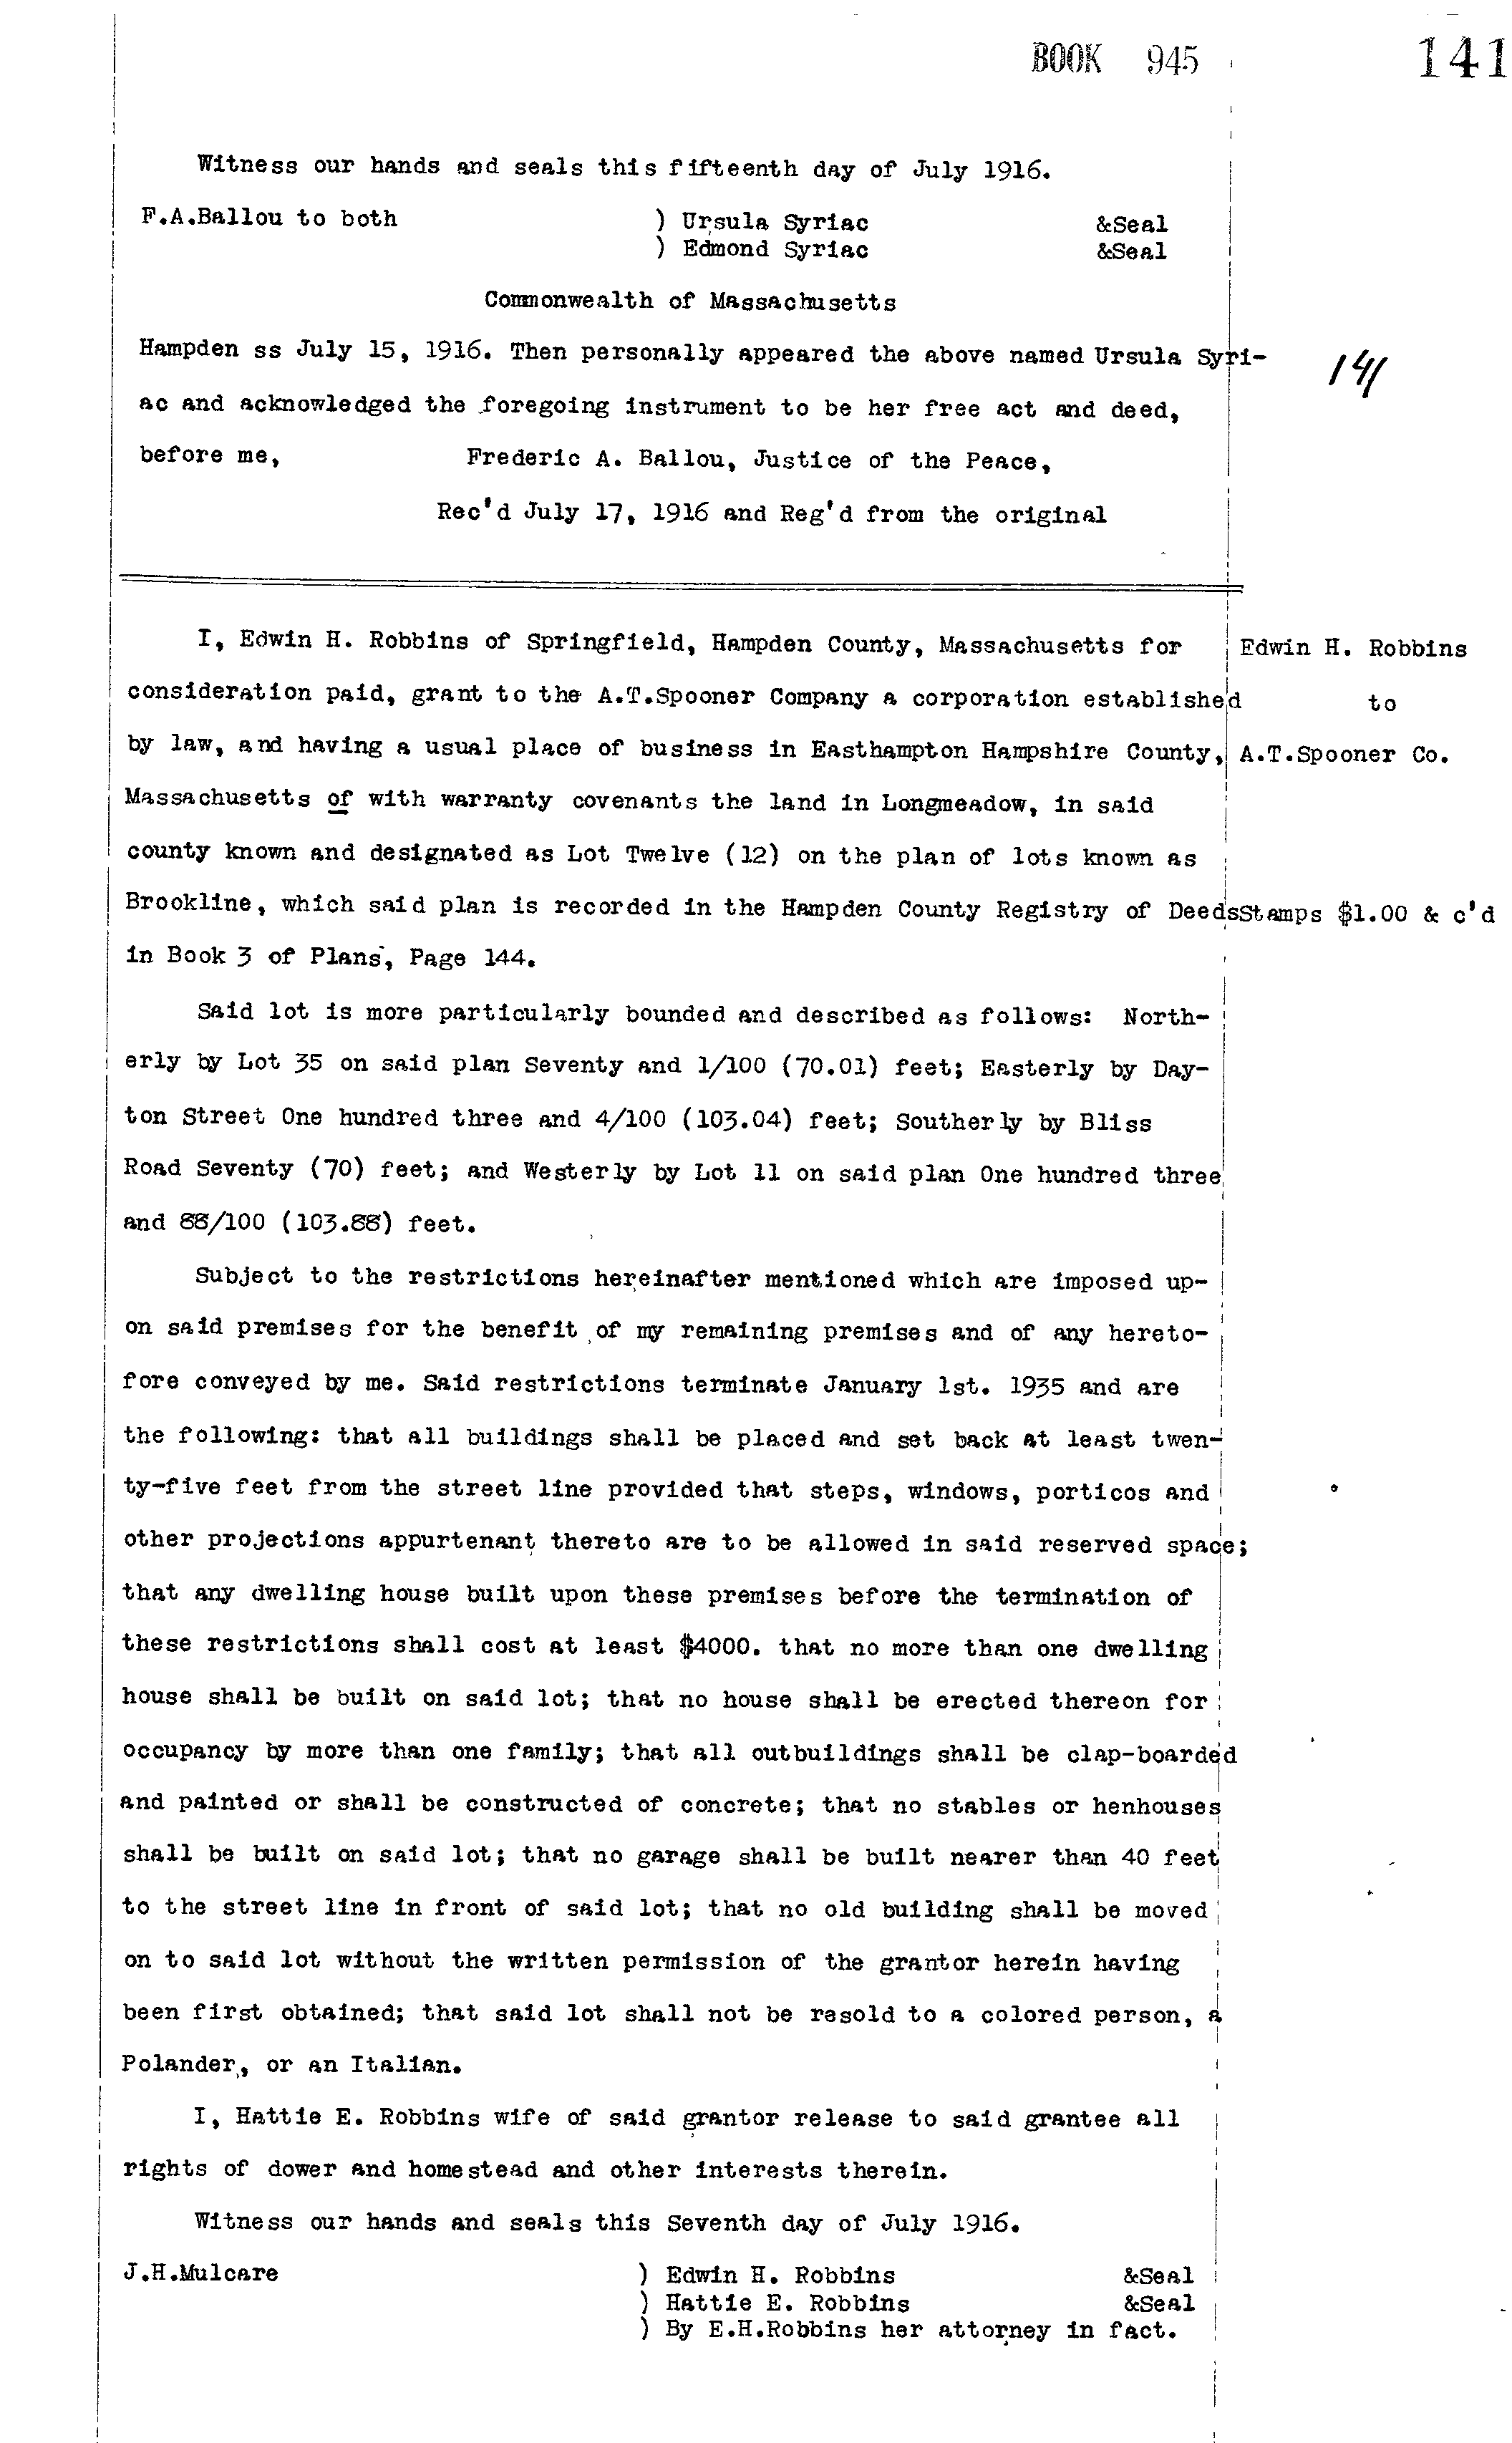 BOOK 945 141
Witness our hands and seals this fifteenth day of July 1916.
F.A.Ballou to both ) Ursula Syriac &Seal
) Edmond Syriac &Seal
Commonwealth of Massachusetts
Hampden ss July 15, 1916. Then personally appeared the above named Ursula Syri-
141
ac and acknowledged the foregoing instrument to be her free act and deed,
before me, Frederic A. Ballou, Justice of the Peace,
Rec'd July 17, 1916 and Reg'd from the original
I, Edwin H. Robbins of Springfield, Hampden County, Massachusetts for Edwin H. Robbins
consideration paid, grant to the A.T.Spooner Company a corporation established to
by law, and having a usual place of business in Easthampton Hampshire County, A.T.Spooner Co.
Massachusetts of with warranty covenants the land in Longmeadow, in said
county known and designated as Lot Twelve (12) on the plan of lots known as
Brookline, which said plan is recorded in the Hampden County Registry of Deeds Stamps $1.00 & c'd
in Book 3 of Plans, Page 144.
Said lot is more particularly bounded and described as follows: North-
erly by Lot 35 on said plan Seventy and 1/100 (70.01) feet; Easterly by Day-
ton Street One hundred three and 4/100 (103.04) feet; Southerly by Bliss
Road Seventy (70) feet; and Westerly by Lot 11 on said plan One hundred three
and 88/100 (103.88) feet.
Subject to the restrictions hereinafter mentioned which are imposed up-
on said premises for the benefit of my remaining premises and of any hereto-
fore conveyed by me. Said restrictions terminate January 1st. 1935 and are
the following: that all buildings shall be placed and set back at least twen-
ty-five feet from the street line provided that steps, windows, porticos and
other projections appurtenant thereto are to be allowed in said reserved space;
that any dwelling house built upon these premises before the termination of
these restrictions shall cost at least $4000. that no more than one dwelling
house shall be built on said lot; that no house shall be erected thereon for
occupancy by more than one family; that all outbuildings shall be clap-boarded
and painted or shall be constructed of concrete; that no stables or henhouses
shall be built on said lot; that no garage shall be built nearer than 40 feet
to the street line in front of said lot; that no old building shall be moved
on to said lot without the written permission of the grantor herein having
been first obtained; that said lot shall not be resold to a colored person, a
Polander, or an Italian.
I, Hattie E. Robbins wife of said grantor release to said grantee all
rights of dower and homestead and other interests therein.
Witness our hands and seals this Seventh day of July 1916.
J.H.Mulcare ) Edwin H. Robbins &Seal
) Hattie E. Robbins &Seal
) By E.H.Robbins her attorney in fact.